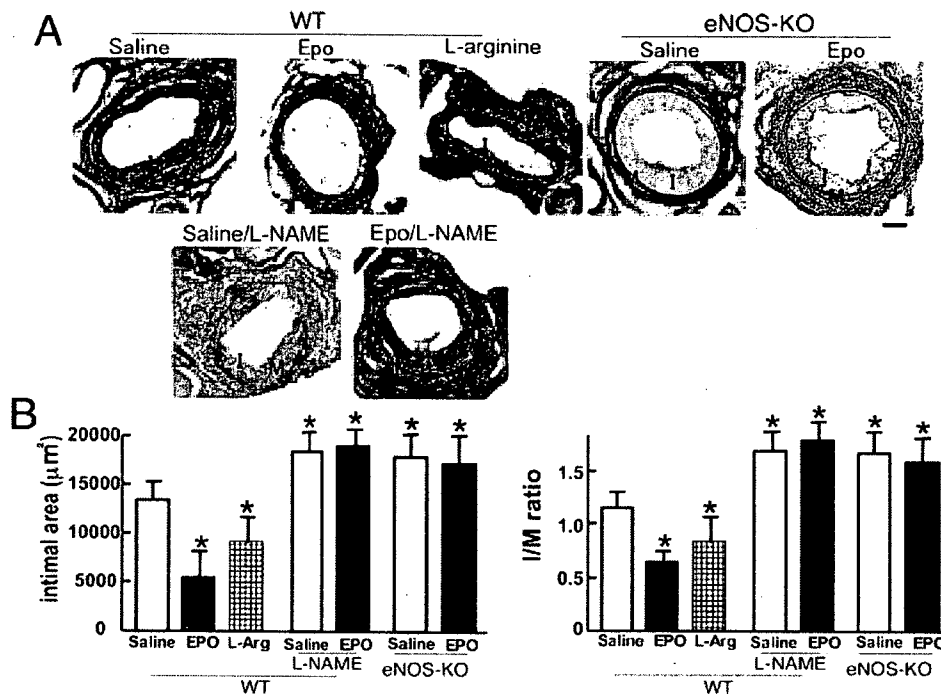 A
WT
eNOS-KO
Saline Epo L-arginine Saline Epo
I
I
I
Saline/L-NAME Epo/L-NAME
I
B
intimal area (μm²)
20000
15000
10000
5000
0
* * * * * *
Saline EPO L-Arg Saline EPO Saline EPO
L-NAME eNOS-KO
WT
I/M ratio
1.5
1.0
0.5
0
* * * * * *
Saline EPO L-Arg Saline EPO Saline EPO
L-NAME eNOS-KO
WT